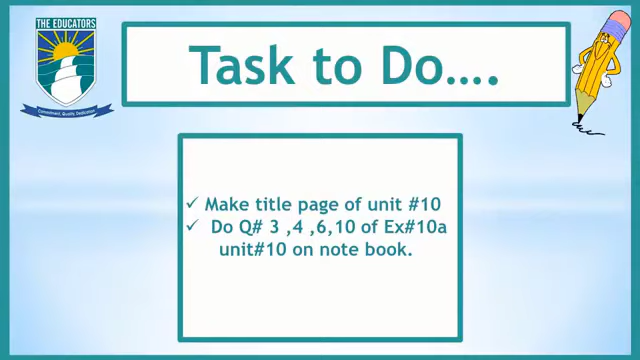 THE EDUCATORS
Commitment, Quality, Dedication
Task to Do….
✓ Make title page of unit #10
✓ Do Q# 3 ,4 ,6,10 of Ex#10a
unit#10 on note book.